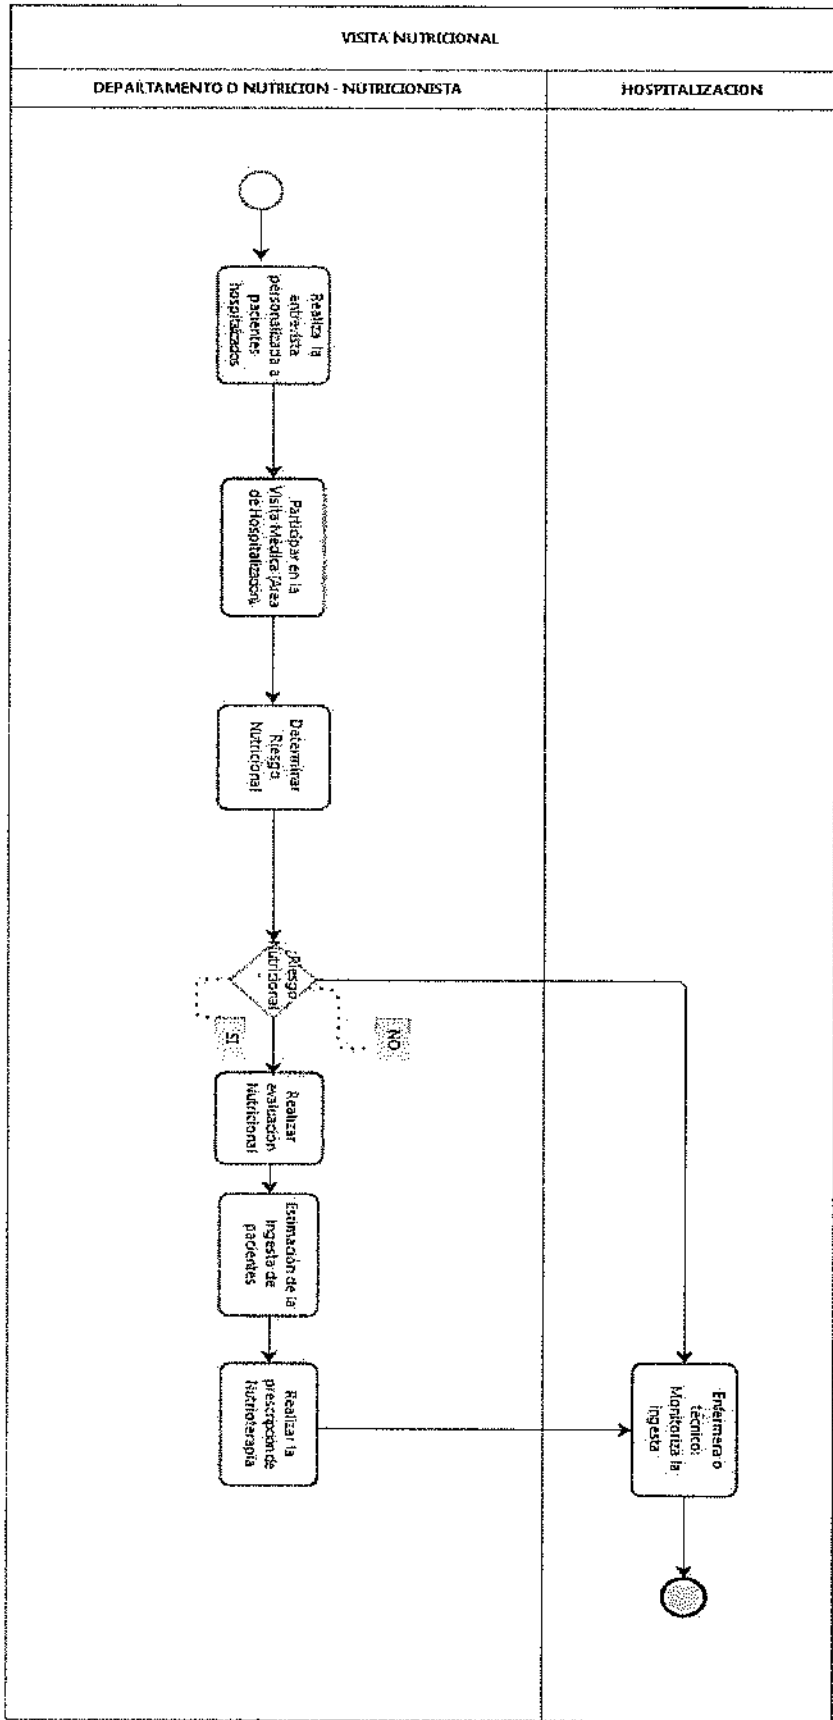 VISITA NUTRICIONAL
DEPARTAMENTO D NUTRICION - NUTRICIONISTA
HOSPITALIZACION
Realiza la
entrevista
personalizada a
pacientes
hospitalizados
Participar en la
Visita Médica (Área
de Hospitalización)
Determinar
Riesgo
Nutricional
¿Riesgo
Nutricional
NO
SI
Realizar
evaluación
Nutricional
Estimación de la
Ingesta de
pacientes
Realizar la
prescripción de
Nutrioterapia
Enfermera o
técnico:
Monitoriza la
ingesta